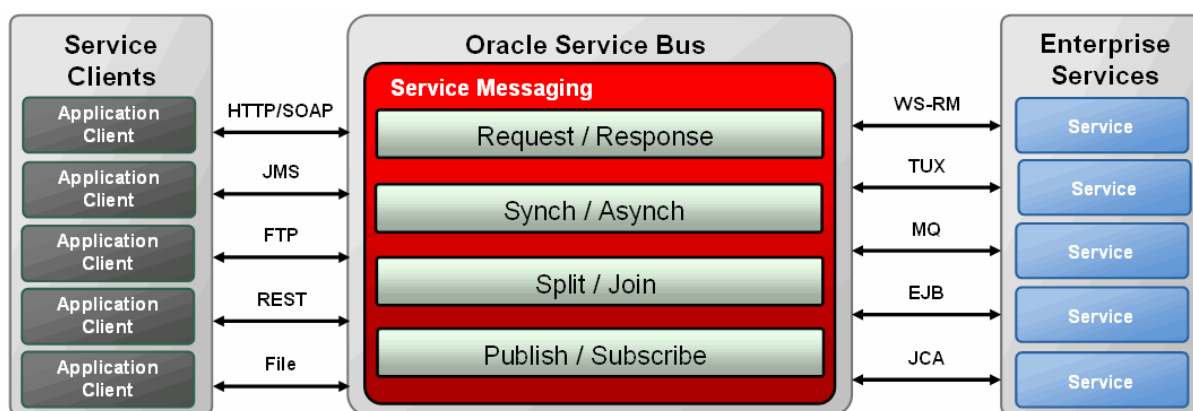 Service
Clients
Application
Client
Application
Client
Application
Client
Application
Client
Application
Client
HTTP/SOAP
JMS
FTP
REST
File
Oracle Service Bus
Service Messaging
Request / Response
Synch / Asynch
Split / Join
Publish / Subscribe
WS-RM
TUX
MQ
EJB
JCA
Enterprise
Services
Service
Service
Service
Service
Service